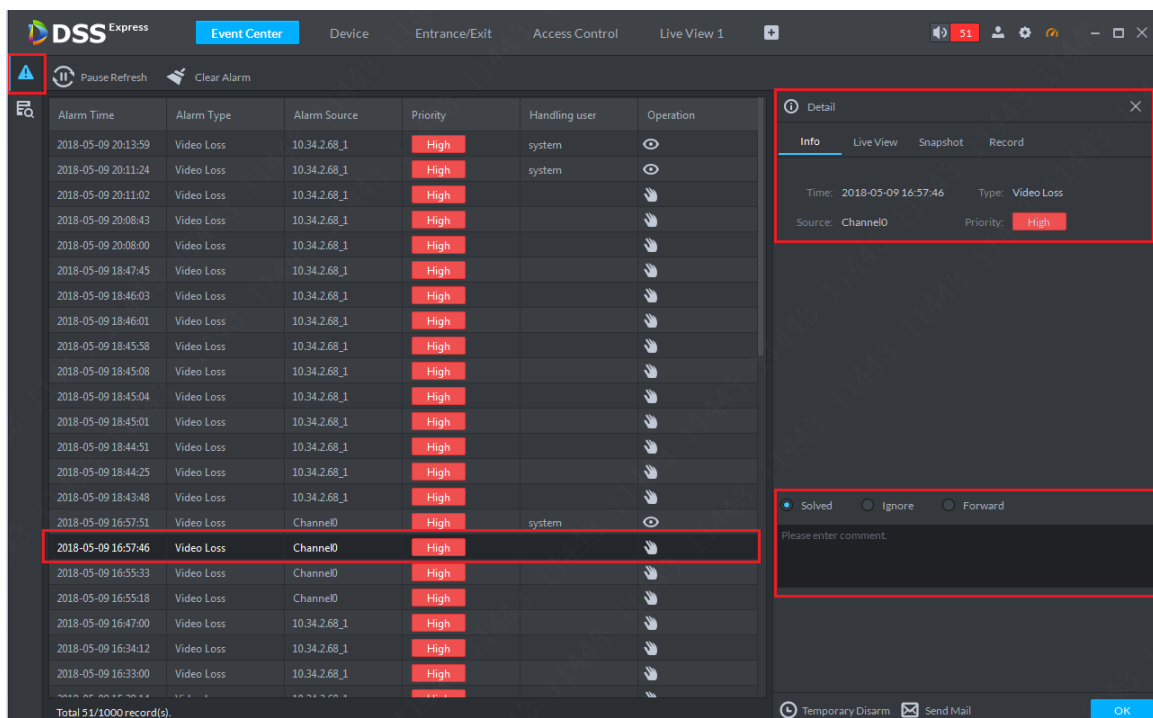 DSS Express Event Center Device Entrance/Exit Access Control Live View 1 51
Pause Refresh Clear Alarm
Alarm Time Alarm Type Alarm Source Priority Handling user Operation
2018-05-09 20:13:59 Video Loss 10.34.2.68_1 High system
2018-05-09 20:11:24 Video Loss 10.34.2.68_1 High system
2018-05-09 20:11:02 Video Loss 10.34.2.68_1 High
2018-05-09 20:08:43 Video Loss 10.34.2.68_1 High
2018-05-09 20:08:00 Video Loss 10.34.2.68_1 High
2018-05-09 18:47:45 Video Loss 10.34.2.68_1 High
2018-05-09 18:46:03 Video Loss 10.34.2.68_1 High
2018-05-09 18:46:01 Video Loss 10.34.2.68_1 High
2018-05-09 18:45:58 Video Loss 10.34.2.68_1 High
2018-05-09 18:45:08 Video Loss 10.34.2.68_1 High
2018-05-09 18:45:04 Video Loss 10.34.2.68_1 High
2018-05-09 18:45:01 Video Loss 10.34.2.68_1 High
2018-05-09 18:44:51 Video Loss 10.34.2.68_1 High
2018-05-09 18:44:25 Video Loss 10.34.2.68_1 High
2018-05-09 18:43:48 Video Loss 10.34.2.68_1 High
2018-05-09 16:57:51 Video Loss Channel0 High system
2018-05-09 16:57:46 Video Loss Channel0 High
2018-05-09 16:55:33 Video Loss Channel0 High
2018-05-09 16:55:18 Video Loss Channel0 High
2018-05-09 16:47:00 Video Loss 10.34.2.68_1 High
2018-05-09 16:34:12 Video Loss 10.34.2.68_1 High
2018-05-09 16:33:00 Video Loss 10.34.2.68_1 High
Total 51/1000 record(s).
Detail
Info Live View Snapshot Record
Time: 2018-05-09 16:57:46 Type: Video Loss
Source: Channel0 Priority: High
Solved Ignore Forward
Please enter comment.
Temporary Disarm Send Mail OK